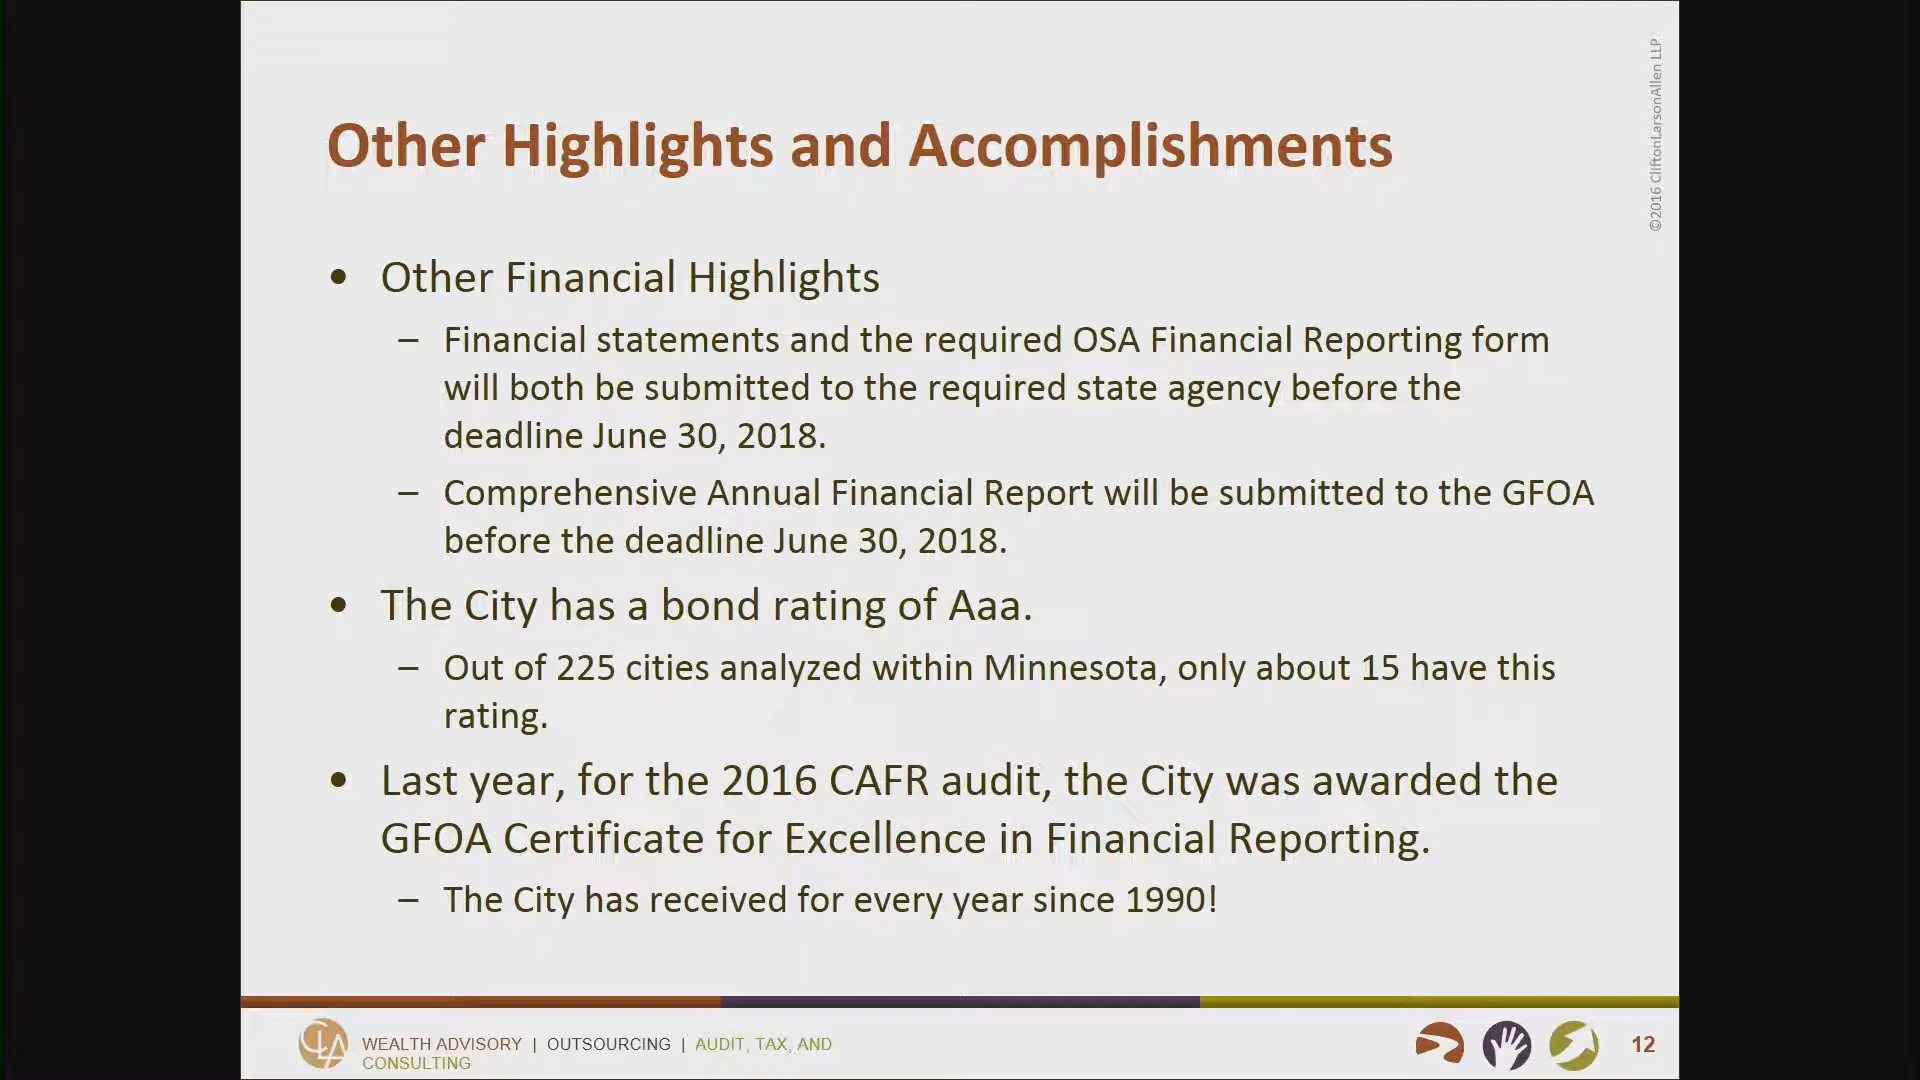 ©2016 CliftonLarsonAllen LLP
Other Highlights and Accomplishments
• Other Financial Highlights
– Financial statements and the required OSA Financial Reporting form
will both be submitted to the required state agency before the
deadline June 30, 2018.
– Comprehensive Annual Financial Report will be submitted to the GFOA
before the deadline June 30, 2018.
• The City has a bond rating of Aaa.
– Out of 225 cities analyzed within Minnesota, only about 15 have this
rating.
• Last year, for the 2016 CAFR audit, the City was awarded the
GFOA Certificate for Excellence in Financial Reporting.
– The City has received for every year since 1990!
CLA
WEALTH ADVISORY | OUTSOURCING | AUDIT, TAX, AND
CONSULTING
12